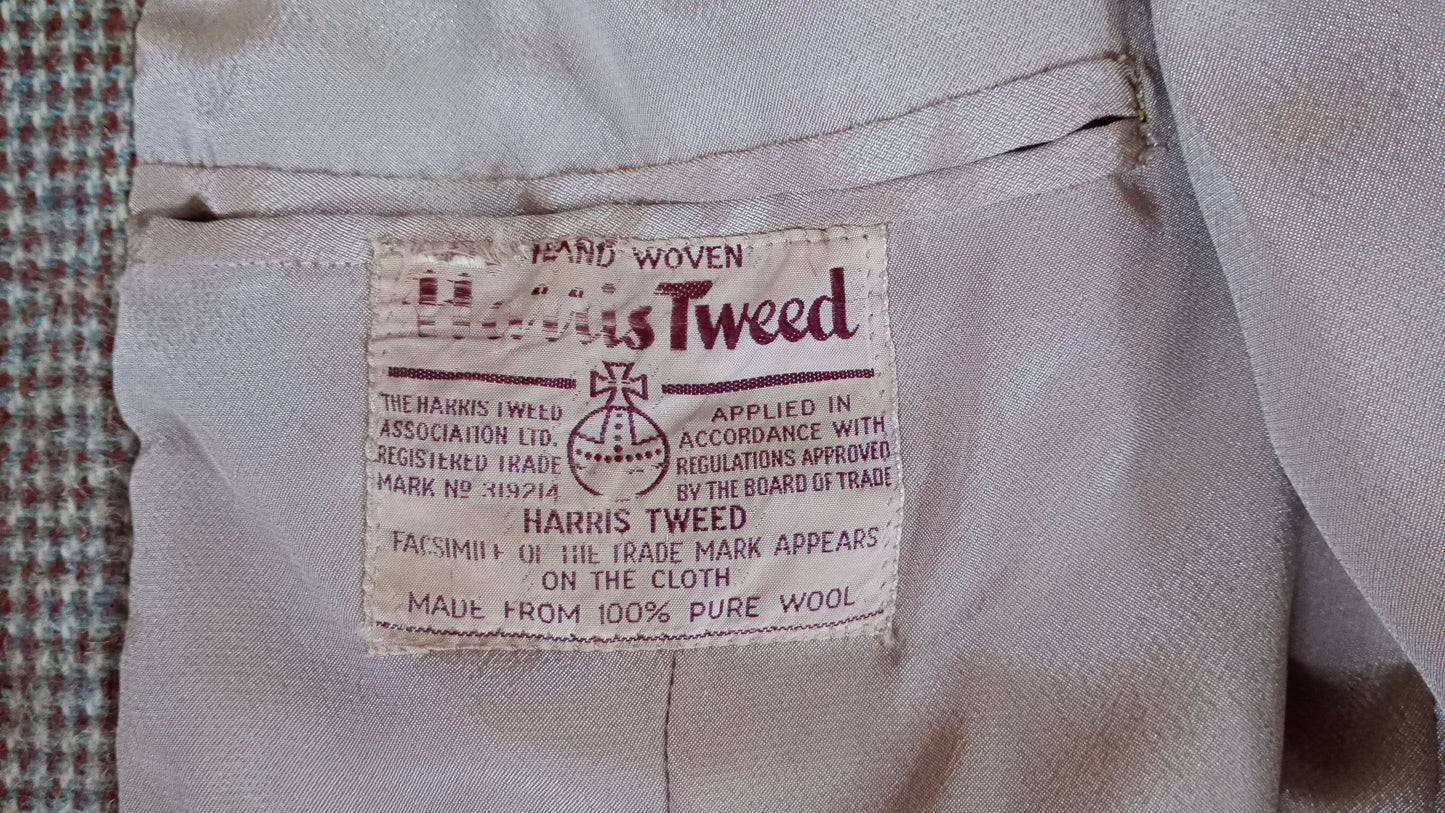 HAND WOVEN
Harris Tweed
THE HARRIS TWEED
ASSOCIATION LTD.
REGISTERED TRADE
MARK No 319214
APPLIED IN
ACCORDANCE WITH
REGULATIONS APPROVED
BY THE BOARD OF TRADE
HARRIS TWEED
FACSIMILE OF THE TRADE MARK APPEARS
ON THE CLOTH
MADE FROM 100% PURE WOOL